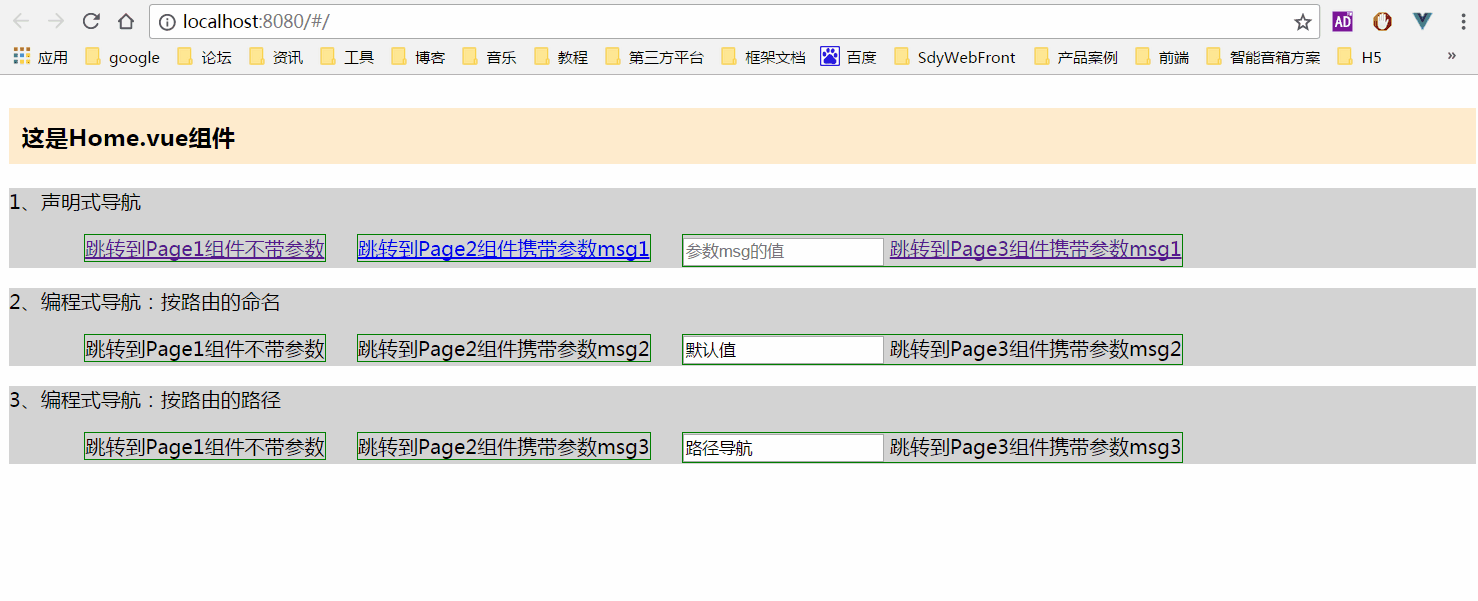 localhost:8080/#/
AD
应用 google 论坛 资讯 工具 博客 音乐 教程 第三方平台 框架文档 百度 SdyWebFront 产品案例 前端 智能音箱方案 H5 »
这是Home.vue组件
1、声明式导航
跳转到Page1组件不带参数 跳转到Page2组件携带参数msg1 参数msg的值 跳转到Page3组件携带参数msg1
2、编程式导航：按路由的命名
跳转到Page1组件不带参数 跳转到Page2组件携带参数msg2 默认值 跳转到Page3组件携带参数msg2
3、编程式导航：按路由的路径
跳转到Page1组件不带参数 跳转到Page2组件携带参数msg3 路径导航 跳转到Page3组件携带参数msg3